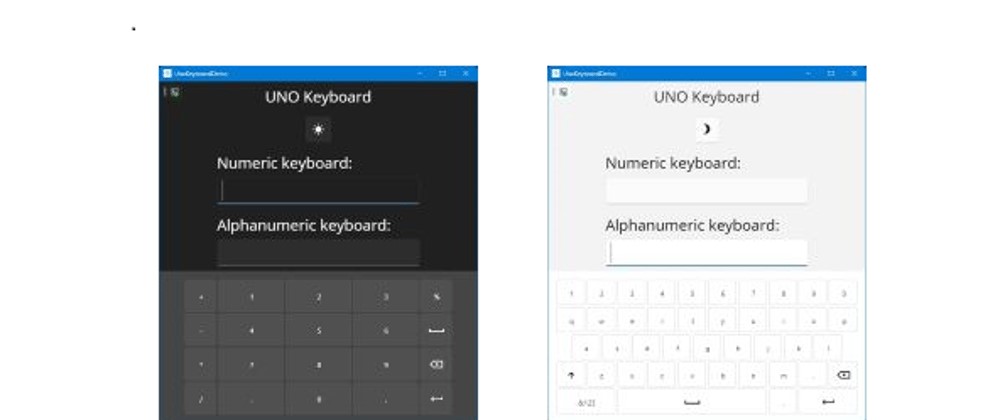 UnoKeyboardDemo
UNO Keyboard
Numeric keyboard:
Alphanumeric keyboard:
+ 1 2 3 %
- 4 5 6
* 7 8 9
/ . 0 ,
UnoKeyboardDemo
UNO Keyboard
Numeric keyboard:
Alphanumeric keyboard:
1 2 3 4 5 6 7 8 9 0
q w e r t y u i o p
a s d f g h j k l
z x c v b n m